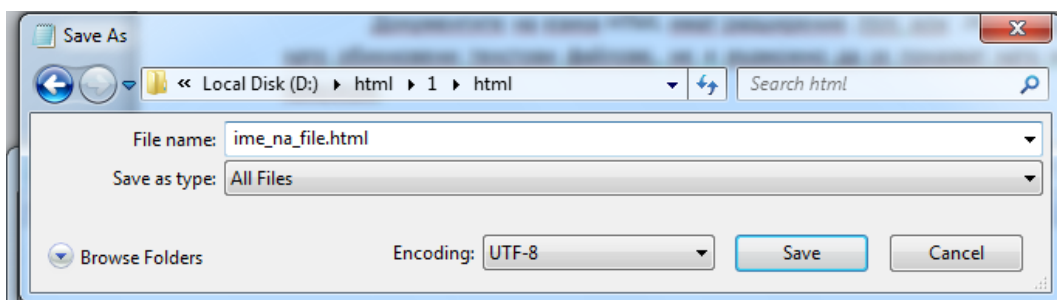 Save As
« Local Disk (D:) ▸ html ▸ 1 ▸ html
Search html
File name: ime_na_file.html
Save as type: All Files
Browse Folders
Encoding: UTF-8
Save
Cancel